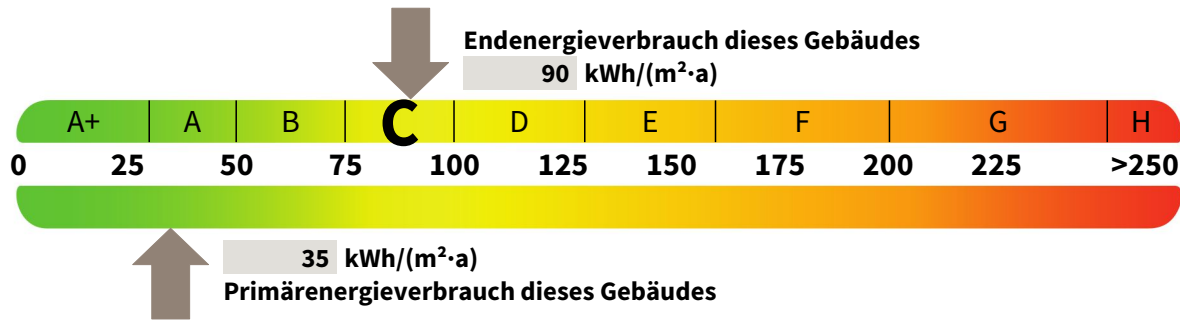 Endenergieverbrauch dieses Gebäudes
90 kWh/(m²·a)
A+ A B C D E F G H
0 25 50 75 100 125 150 175 200 225 >250
35 kWh/(m²·a)
Primärenergieverbrauch dieses Gebäudes